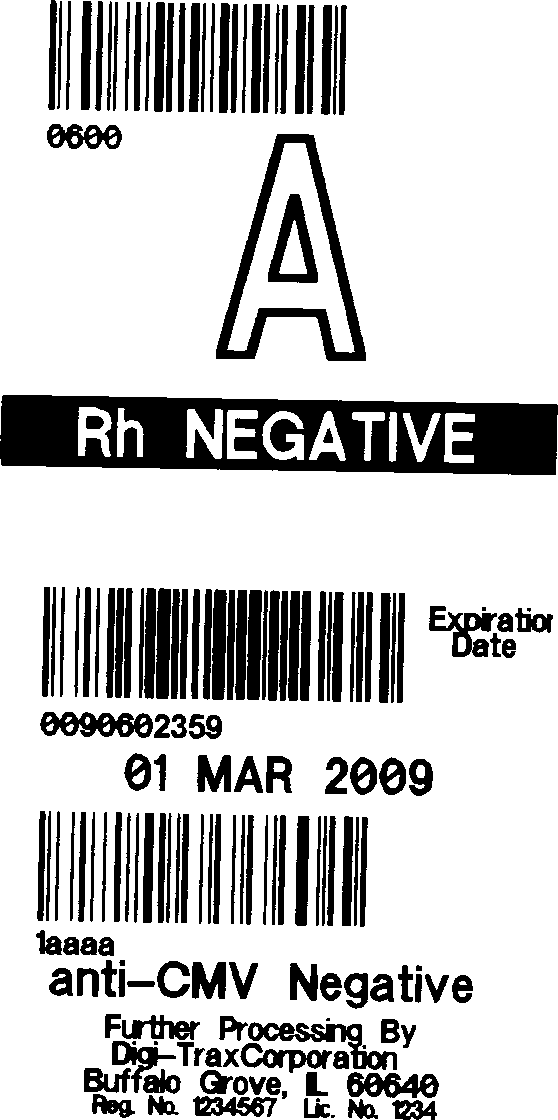 0600
A
Rh NEGATIVE
Expiration
Date
0090602359
01 MAR 2009
1aaaa
anti-CMV Negative
Further Processing By
Digi-TraxCorporation
Buffalo Grove, IL 60640
Reg. No. 1234567 Lic. No. 1234